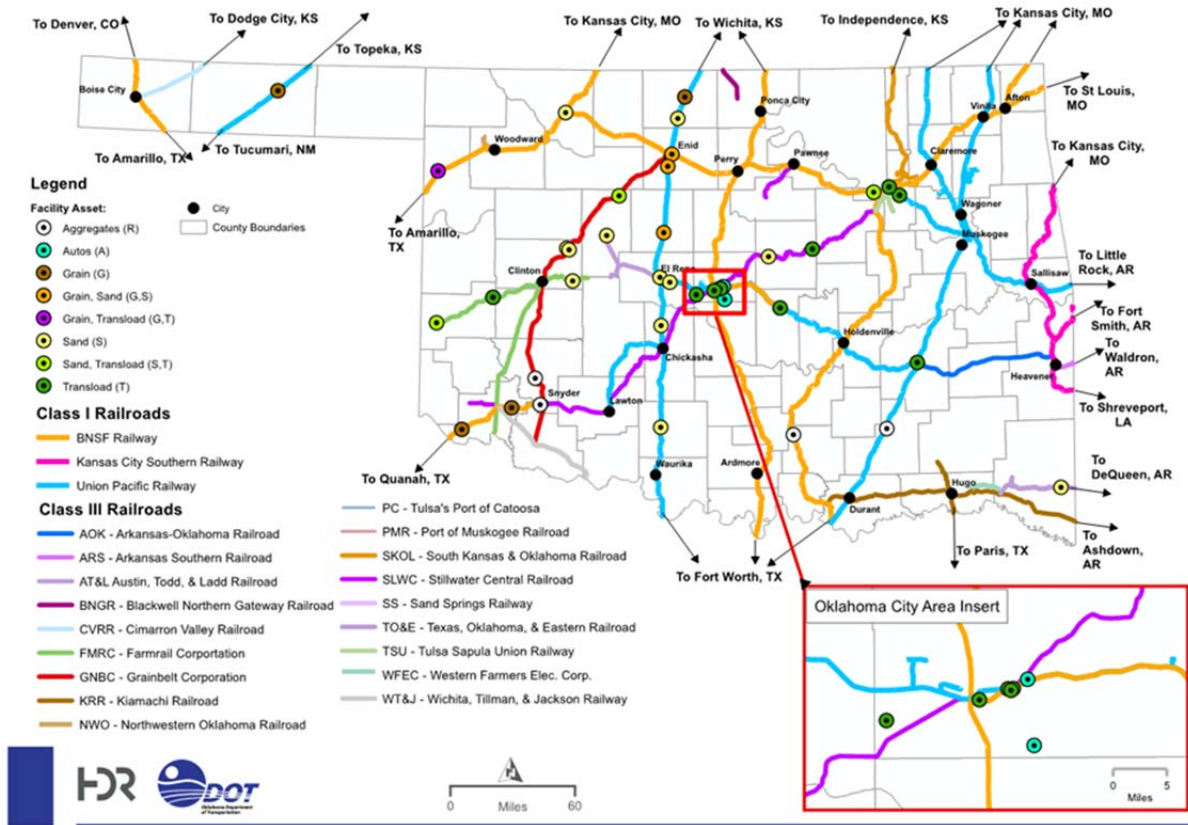 To Denver, CO
To Dodge City, KS
To Topeka, KS
To Kansas City, MO
To Wichita, KS
To Independence, KS
To Kansas City, MO
Boise City
To Amarillo, TX
To Tucumari, NM
Ponca City
Vinita
Afton
To St Louis,
MO
Woodward
Enid
Perry
Pawnee
Claremore
To Kansas City,
MO
Legend
Facility Asset:
Aggregates (R)
Autos (A)
Grain (G)
Grain, Sand (G,S)
Grain, Transload (G,T)
Sand (S)
Sand, Transload (S,T)
Transload (T)
City
County Boundaries
To Amarillo,
TX
Wagoner
Muskogee
Clinton
El Reno
Sallisaw
To Little
Rock, AR
To Fort
Smith, AR
To
Waldron,
AR
Holdenville
Chickasha
Heavener
Snyder
Lawton
To Shreveport,
LA
Class I Railroads
BNSF Railway
Kansas City Southern Railway
Union Pacific Railway
To Quanah, TX
Waurika
Ardmore
Durant
Hugo
To
DeQueen, AR
To Fort Worth, TX
To Paris, TX
To
Ashdown,
AR
Class III Railroads
AOK - Arkansas-Oklahoma Railroad
ARS - Arkansas Southern Railroad
AT&L Austin, Todd, & Ladd Railroad
BNGR - Blackwell Northern Gateway Railroad
CVRR - Cimarron Valley Railroad
FMRC - Farmrail Corportation
GNBC - Grainbelt Corporation
KRR - Kiamachi Railroad
NWO - Northwestern Oklahoma Railroad
PC - Tulsa's Port of Catoosa
PMR - Port of Muskogee Railroad
SKOL - South Kansas & Oklahoma Railroad
SLWC - Stillwater Central Railroad
SS - Sand Springs Railway
TO&E - Texas, Oklahoma, & Eastern Railroad
TSU - Tulsa Sapula Union Railway
WFEC - Western Farmers Elec. Corp.
WT&J - Wichita, Tillman, & Jackson Railway
Oklahoma City Area Insert
0 5
Miles
HDR
ODOT
Oklahoma Department
of Transportation
N
0 60
Miles